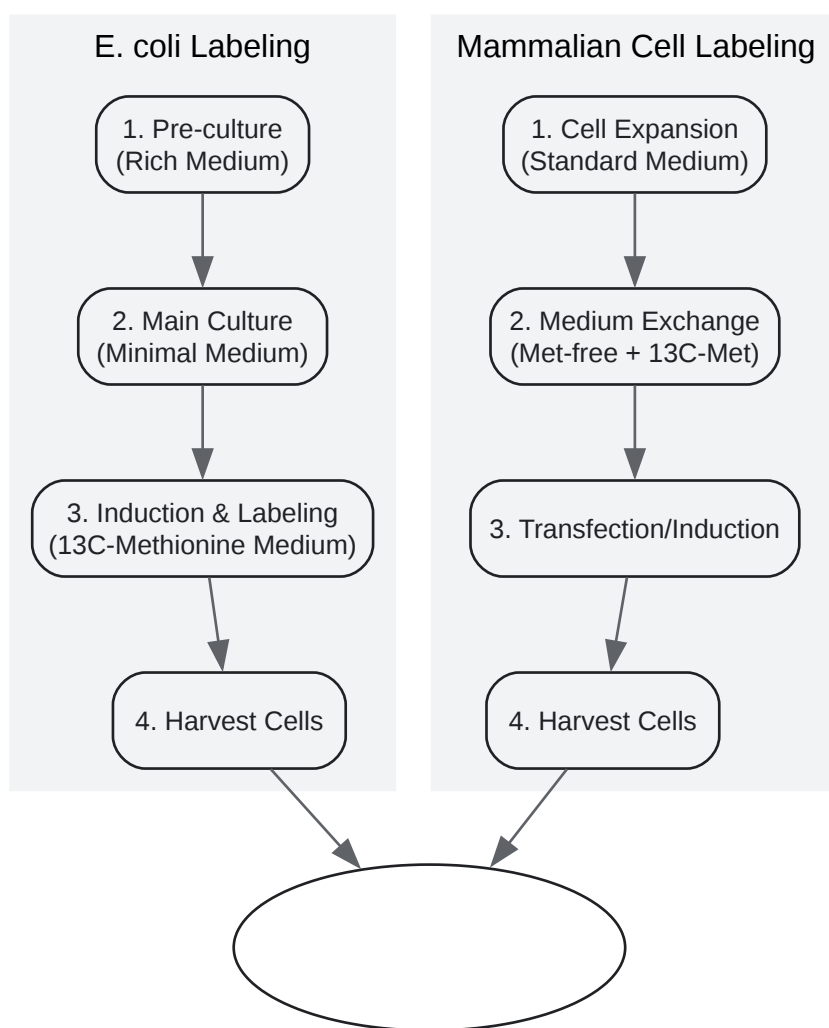 E. coli Labeling
1. Pre-culture
(Rich Medium)
2. Main Culture
(Minimal Medium)
3. Induction & Labeling
(13C-Methionine Medium)
4. Harvest Cells
Mammalian Cell Labeling
1. Cell Expansion
(Standard Medium)
2. Medium Exchange
(Met-free + 13C-Met)
3. Transfection/Induction
4. Harvest Cells